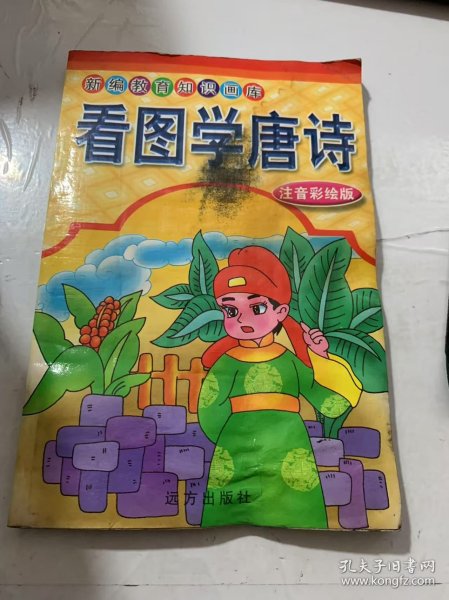 新编教育知识画库
看图学唐诗
注音彩绘版
远方出版社
孔夫子旧书网
www.kongfz.com